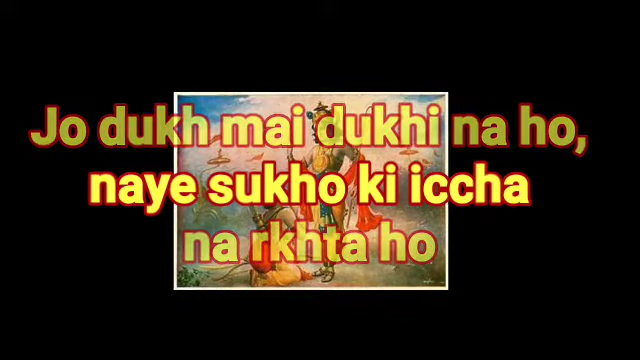 Jo dukh mai dukhi na ho,
naye sukho ki iccha
na rkhta ho